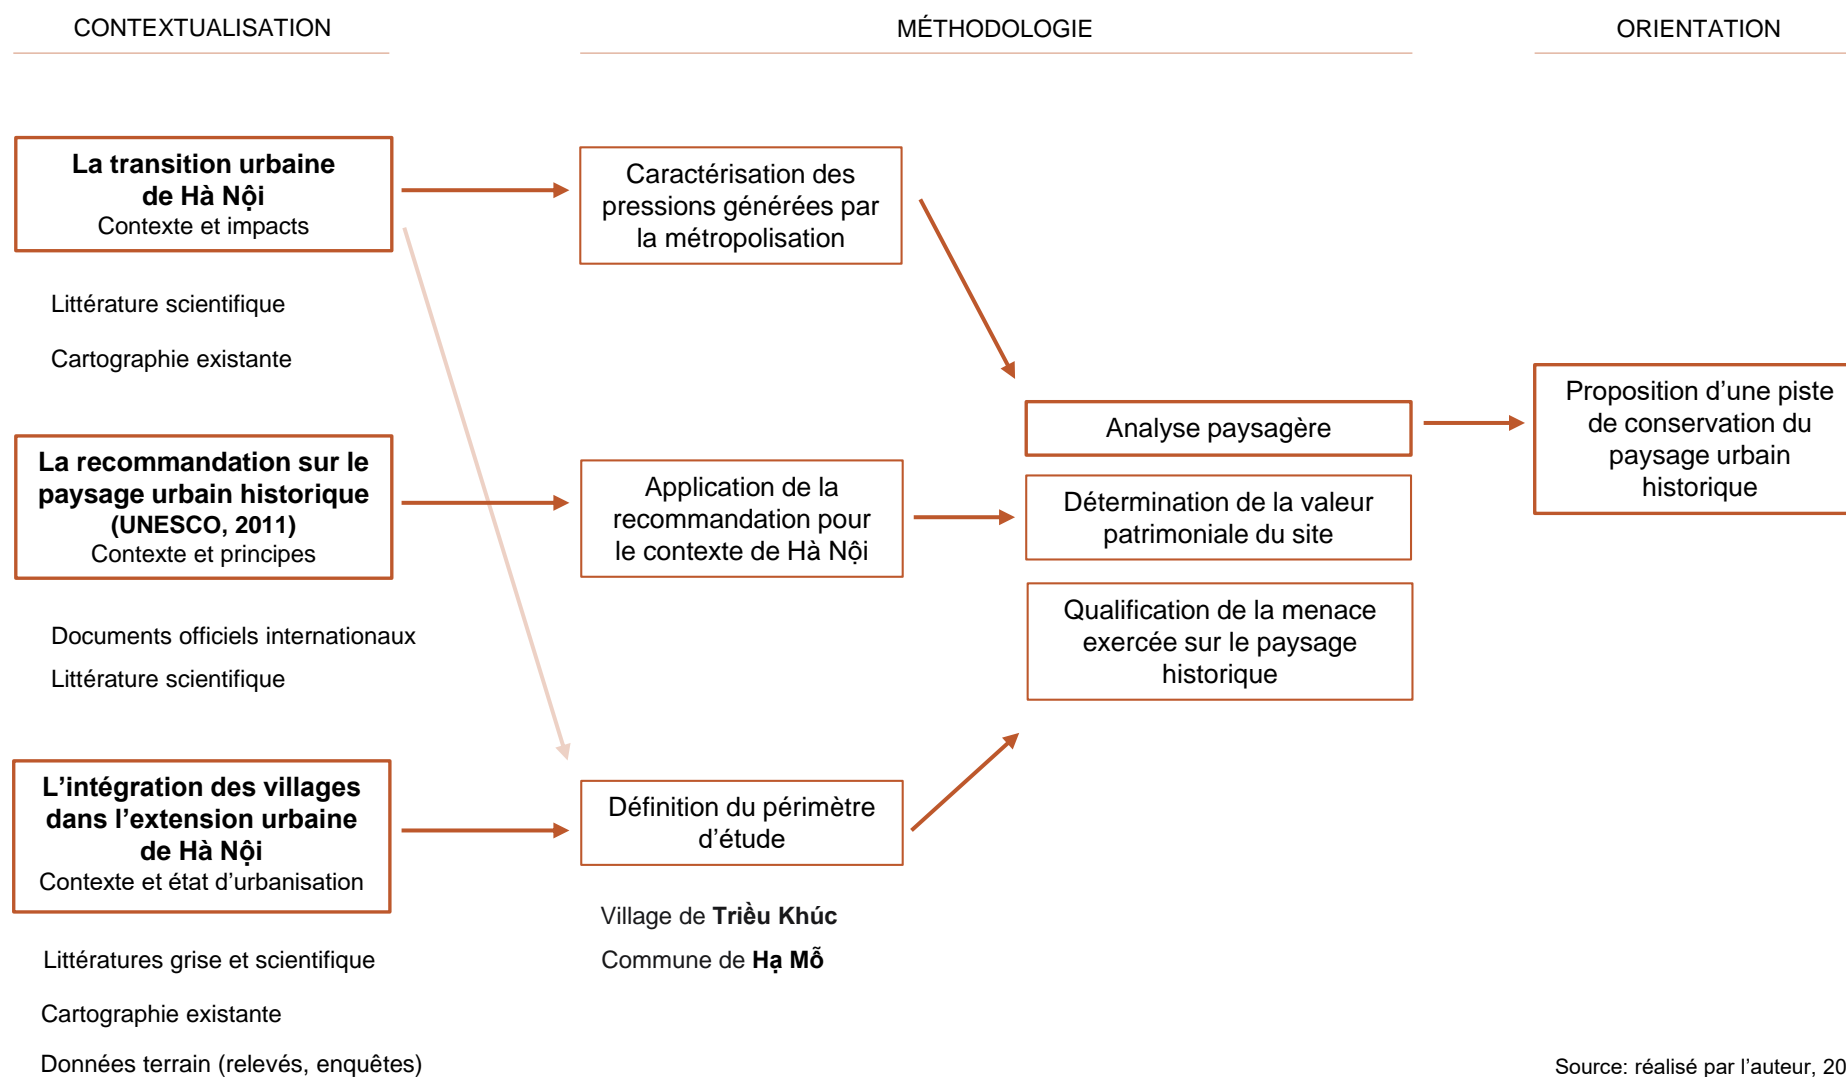 CONTEXTUALISATION
MÉTHODOLOGIE
ORIENTATION
La transition urbaine
de Hà Nội
Contexte et impacts
Littérature scientifique
Cartographie existante
La recommandation sur le
paysage urbain historique
(UNESCO, 2011)
Contexte et principes
Documents officiels internationaux
Littérature scientifique
L’intégration des villages
dans l’extension urbaine
de Hà Nội
Contexte et état d’urbanisation
Littératures grise et scientifique
Cartographie existante
Données terrain (relevés, enquêtes)
Caractérisation des
pressions générées par
la métropolisation
Application de la
recommandation pour
le contexte de Hà Nội
Définition du périmètre
d’étude
Village de Triều Khúc
Commune de Hạ Mỗ
Analyse paysagère
Détermination de la valeur
patrimoniale du site
Qualification de la menace
exercée sur le paysage
historique
Proposition d’une piste
de conservation du
paysage urbain
historique
Source: réalisé par l’auteur, 20